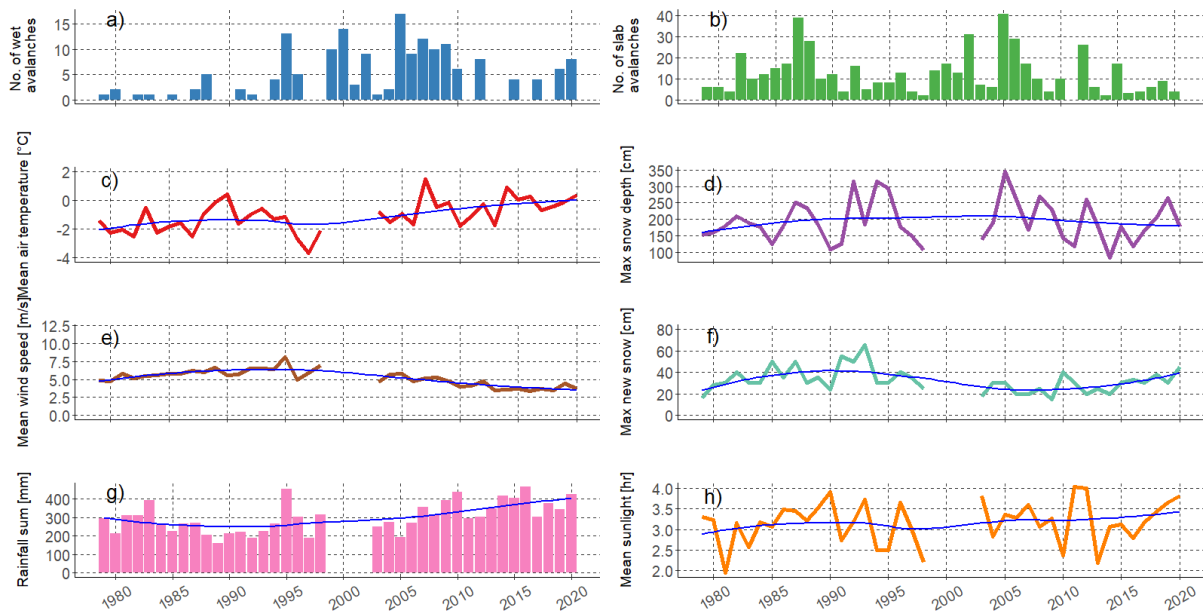 a)
No. of wet
avalanches
15
10
5
0
b)
No. of slab
avalanches
40
30
20
10
0
c)
Mean air temperature [°C]
2
0
−2
−4
d)
Max snow depth [cm]
350
300
250
200
150
100
e)
Mean wind speed [m/s]
12.5
10.0
7.5
5.0
2.5
0.0
f)
Max new snow [cm]
80
60
40
20
0
g)
Rainfall sum [mm]
400
300
200
100
0
1980 1985 1990 1995 2000 2005 2010 2015 2020
h)
Mean sunlight [hr]
4.0
3.5
3.0
2.5
2.0
1980 1985 1990 1995 2000 2005 2010 2015 2020